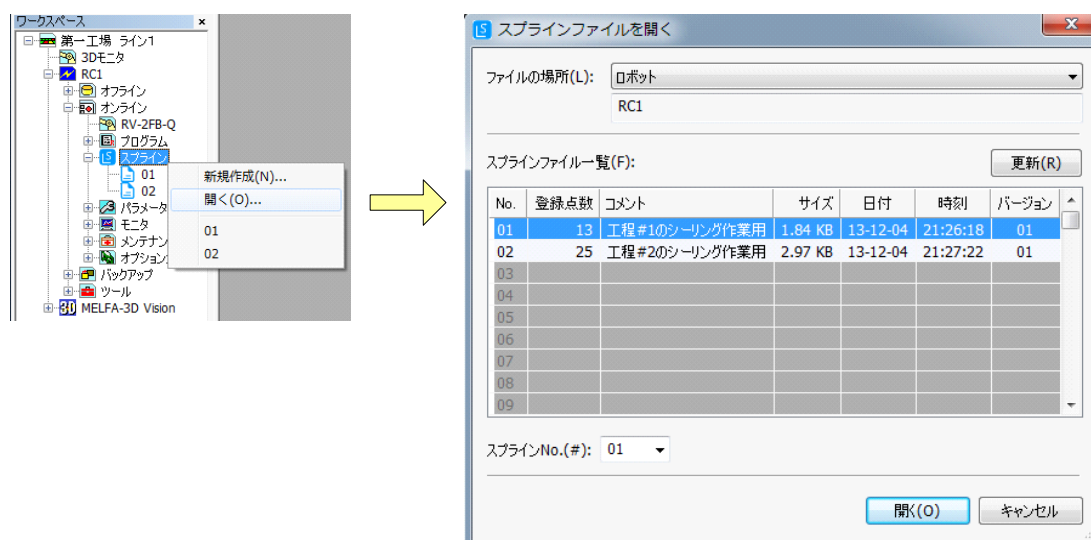 ワークスペース x
第一工場 ライン1
3Dモニタ
RC1
オフライン
オンライン
RV-2FB-Q
プログラム
スプライン
01
02
パラメータ
モニタ
メンテナン
オプション
バックアップ
ツール
MELFA-3D Vision
新規作成(N)...
開く(O)...
01
02
スプラインファイルを開く
ファイルの場所(L): ロボット
RC1
スプラインファイル一覧(F): 更新(R)
No. 登録点数 コメント サイズ 日付 時刻 バージョン
01 13 工程#1のシーリング作業用 1.84 KB 13-12-04 21:26:18 01
02 25 工程#2のシーリング作業用 2.97 KB 13-12-04 21:27:22 01
03
04
05
06
07
08
09
スプラインNo.(#): 01
開く(O) キャンセル